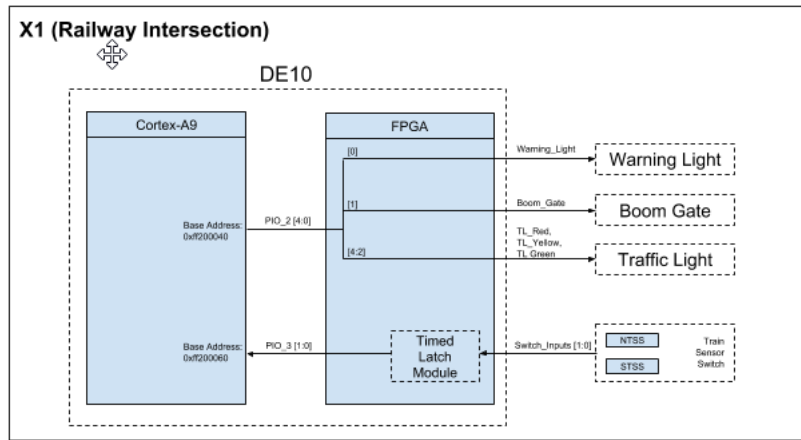 X1 (Railway Intersection)
DE10
Cortex-A9
FPGA
[0]
Warning_Light
Warning Light
[1]
Boom_Gate
Boom Gate
Base Address:
0xff200040
PIO_2 [4:0]
[4:2]
TL_Red,
TL_Yellow,
TL Green
Traffic Light
Base Address:
0xff200060
PIO_3 [1:0]
Timed
Latch
Module
Switch_Inputs [1:0]
NTSS
STSS
Train
Sensor
Switch